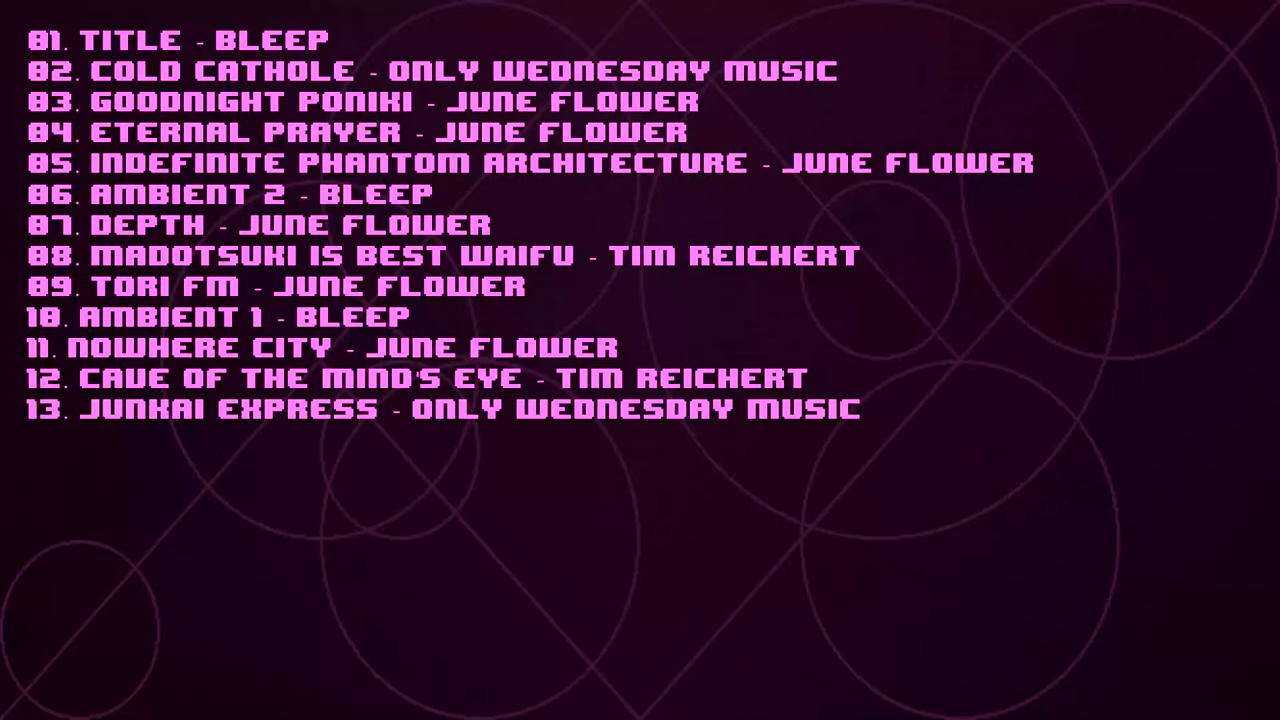 01. TITLE - BLEEP
02. COLD CATHOLE - ONLY WEDNESDAY MUSIC
03. GOODNIGHT PONIKI - JUNE FLOWER
04. ETERNAL PRAYER - JUNE FLOWER
05. INDEFINITE PHANTOM ARCHITECTURE - JUNE FLOWER
06. AMBIENT 2 - BLEEP
07. DEPTH - JUNE FLOWER
08. MADOTSUKI IS BEST WAIFU - TIM REICHERT
09. TORI FM - JUNE FLOWER
10. AMBIENT 1 - BLEEP
11. NOWHERE CITY - JUNE FLOWER
12. CAVE OF THE MIND'S EYE - TIM REICHERT
13. JUNKAI EXPRESS - ONLY WEDNESDAY MUSIC